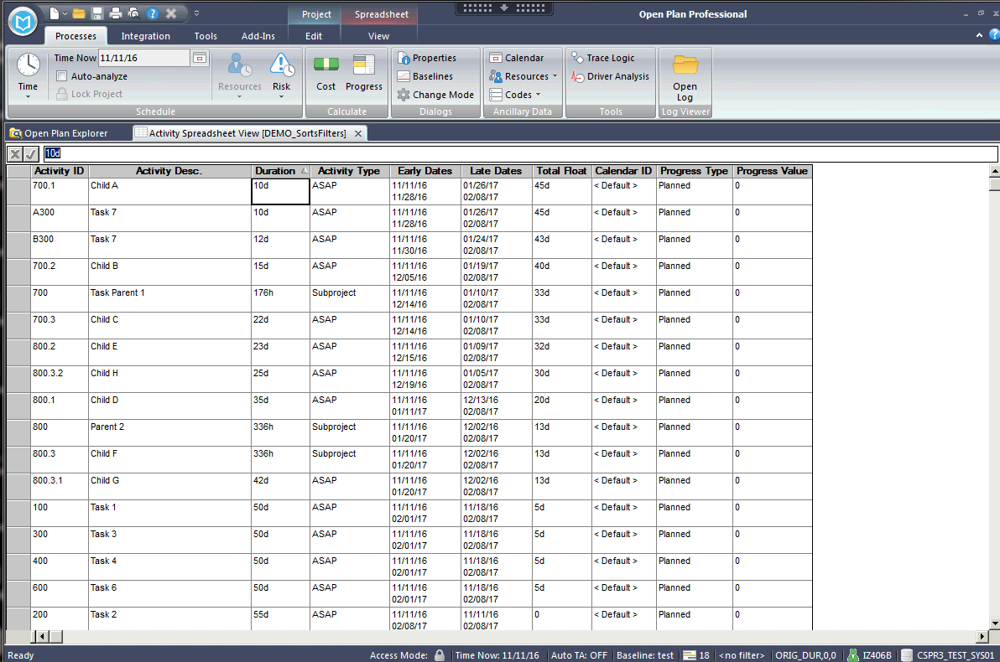 Project Spreadsheet Open Plan Professional
Processes Integration Tools Add-Ins Edit View
Time Now 11/11/16
Auto-analyze
Lock Project
Time
Resources
Risk
Schedule
Cost
Progress
Calculate
Properties
Baselines
Change Mode
Dialogs
Calendar
Resources
Codes
Ancillary Data
Trace Logic
Driver Analysis
Tools
Open
Log
Log Viewer
Open Plan Explorer Activity Spreadsheet View [DEMO_SortsFilters]
10d
Activity ID Activity Desc. Duration Activity Type Early Dates Late Dates Total Float Calendar ID Progress Type Progress Value
700.1 Child A 10d ASAP 11/11/16 01/26/17 45d < Default > Planned 0
11/28/16 02/08/17
A300 Task 7 10d ASAP 11/11/16 01/26/17 45d < Default > Planned 0
11/28/16 02/08/17
B300 Task 7 12d ASAP 11/11/16 01/24/17 43d < Default > Planned 0
11/30/16 02/08/17
700.2 Child B 15d ASAP 11/11/16 01/19/17 40d < Default > Planned 0
12/05/16 02/08/17
700 Task Parent 1 176h Subproject 11/11/16 01/10/17 33d < Default > Planned 0
12/14/16 02/08/17
700.3 Child C 22d ASAP 11/11/16 01/10/17 33d < Default > Planned 0
12/14/16 02/08/17
800.2 Child E 23d ASAP 11/11/16 01/09/17 32d < Default > Planned 0
12/15/16 02/08/17
800.3.2 Child H 25d ASAP 11/11/16 01/05/17 30d < Default > Planned 0
12/19/16 02/08/17
800.1 Child D 35d ASAP 11/11/16 12/13/16 20d < Default > Planned 0
01/11/17 02/08/17
800 Parent 2 336h Subproject 11/11/16 12/02/16 13d < Default > Planned 0
01/20/17 02/08/17
800.3 Child F 336h Subproject 11/11/16 12/02/16 13d < Default > Planned 0
01/20/17 02/08/17
800.3.1 Child G 42d ASAP 11/11/16 12/02/16 13d < Default > Planned 0
01/20/17 02/08/17
100 Task 1 50d ASAP 11/11/16 11/18/16 5d < Default > Planned 0
02/01/17 02/08/17
300 Task 3 50d ASAP 11/11/16 11/18/16 5d < Default > Planned 0
02/01/17 02/08/17
400 Task 4 50d ASAP 11/11/16 11/18/16 5d < Default > Planned 0
02/01/17 02/08/17
600 Task 6 50d ASAP 11/11/16 11/18/16 5d < Default > Planned 0
02/01/17 02/08/17
200 Task 2 55d ASAP 11/11/16 11/11/16 0 < Default > Planned 0
02/08/17 02/08/17
Ready Access Mode: Time Now: 11/11/16 Auto TA: OFF Baseline: test 18 <no filter> ORIG_DUR,0,0 IZ406B CSPR3_TEST_SYS01